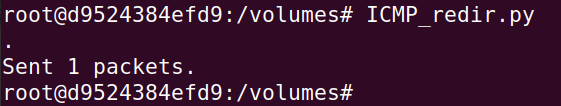 root@d9524384efd9:/volumes# ICMP_redir.py
.
Sent 1 packets.
root@d9524384efd9:/volumes#